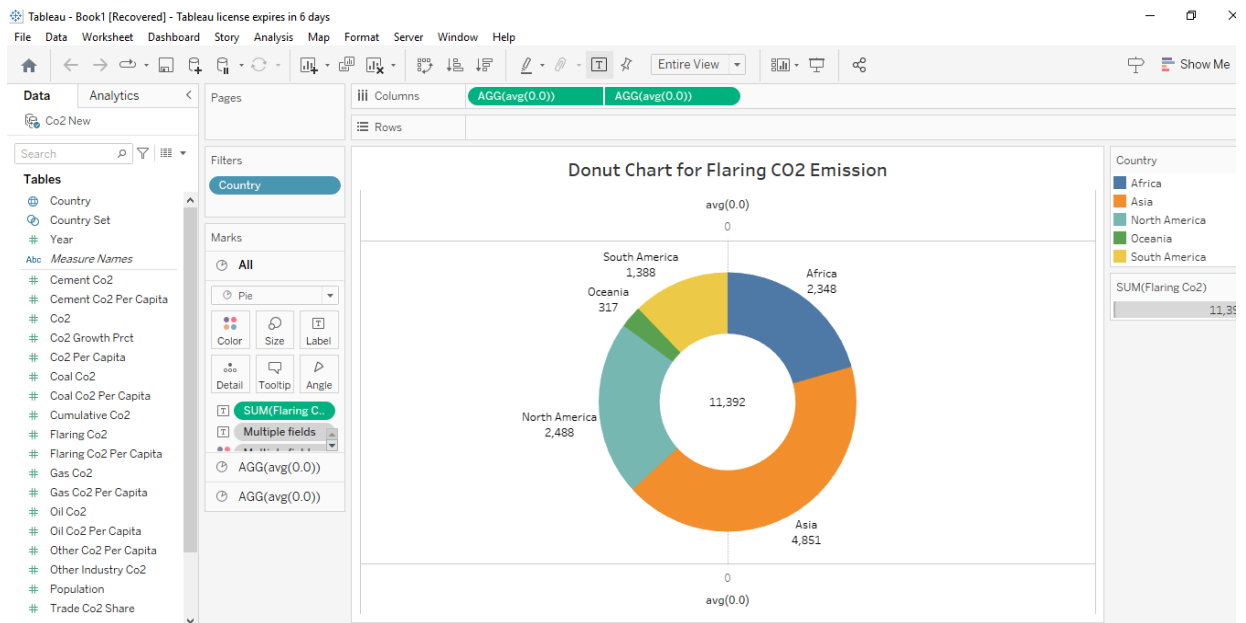 Tableau - Book1 [Recovered] - Tableau license expires in 6 days
File Data Worksheet Dashboard Story Analysis Map Format Server Window Help
Entire View
Show Me
Data Analytics
Co2 New
Search
Tables
Country
Country Set
Year
Abc Measure Names
Cement Co2
Cement Co2 Per Capita
Co2
Co2 Growth Prct
Co2 Per Capita
Coal Co2
Coal Co2 Per Capita
Cumulative Co2
Flaring Co2
Flaring Co2 Per Capita
Gas Co2
Gas Co2 Per Capita
Oil Co2
Oil Co2 Per Capita
Other Co2 Per Capita
Other Industry Co2
Population
Trade Co2 Share
Pages
Filters
Country
Marks
All
Pie
Color Size Label
Detail Tooltip Angle
SUM(Flaring C..
Multiple fields
AGG(avg(0.0))
AGG(avg(0.0))
Columns AGG(avg(0.0)) AGG(avg(0.0))
Rows
Donut Chart for Flaring CO2 Emission
avg(0.0)
0
South America
1,388
Africa
2,348
Oceania
317
11,392
North America
2,488
Asia
4,851
0
avg(0.0)
Country
Africa
Asia
North America
Oceania
South America
SUM(Flaring Co2)